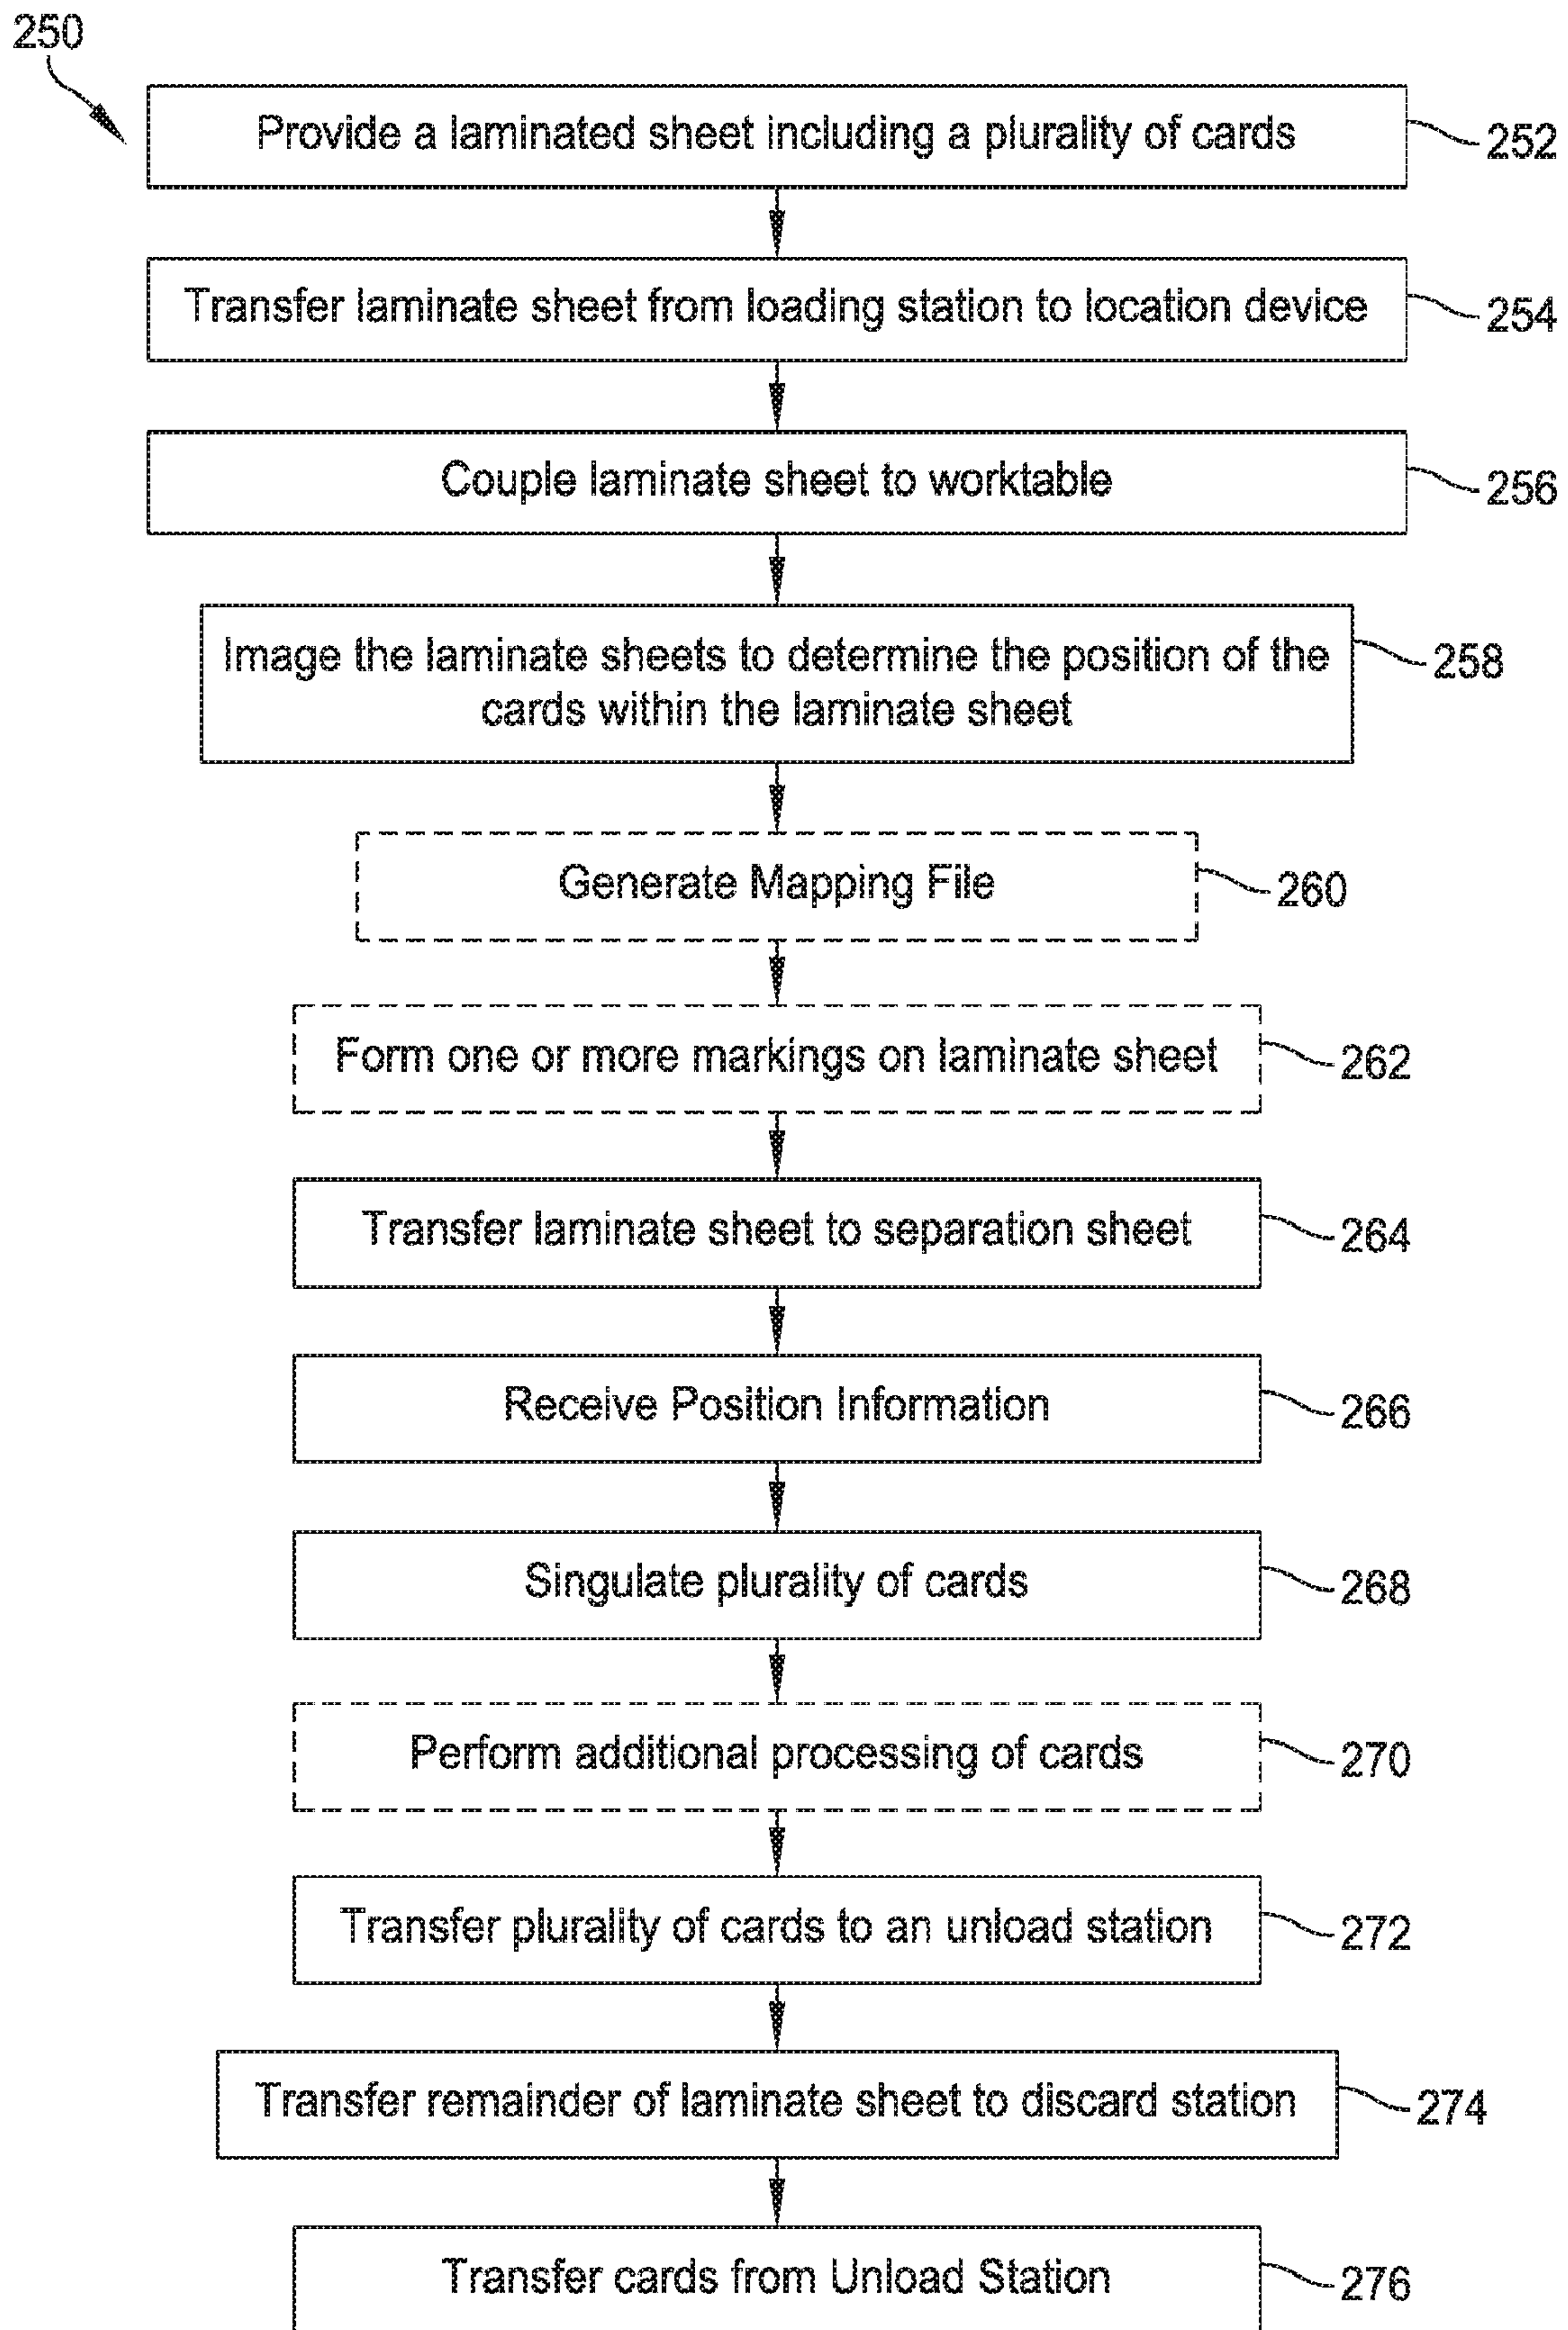 250
Provide a laminated sheet including a plurality of cards
252
Transfer laminate sheet from loading station to location device
254
Couple laminate sheet to worktable
256
Image the laminate sheets to determine the position of the
cards within the laminate sheet
258
Generate Mapping File
260
Form one or more markings on laminate sheet
262
Transfer laminate sheet to separation sheet
264
Receive Position Information
266
Singulate plurality of cards
268
Perform additional processing of cards
270
Transfer plurality of cards to an unload station
272
Transfer remainder of laminate sheet to discard station
274
Transfer cards from Unload Station
276